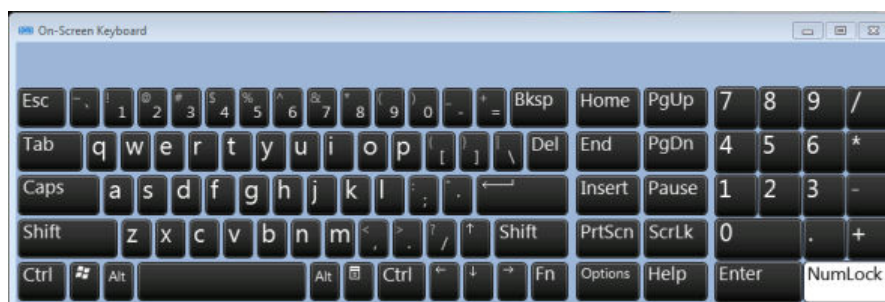 On-Screen Keyboard
Esc ~ ` ! 1 @ 2 # 3 $ 4 % 5 ^ 6 & 7 * 8 ( 9 ) 0 _ - + = Bksp Home PgUp 7 8 9 /
Tab q w e r t y u i o p { [ } ] | \ Del End PgDn 4 5 6 *
Caps a s d f g h j k l : ; " ' Insert Pause 1 2 3 -
Shift z x c v b n m < , > . ? / ↑ Shift PrtScn ScrLk 0 . +
Ctrl Alt Alt Ctrl ← ↓ → Fn Options Help Enter NumLock